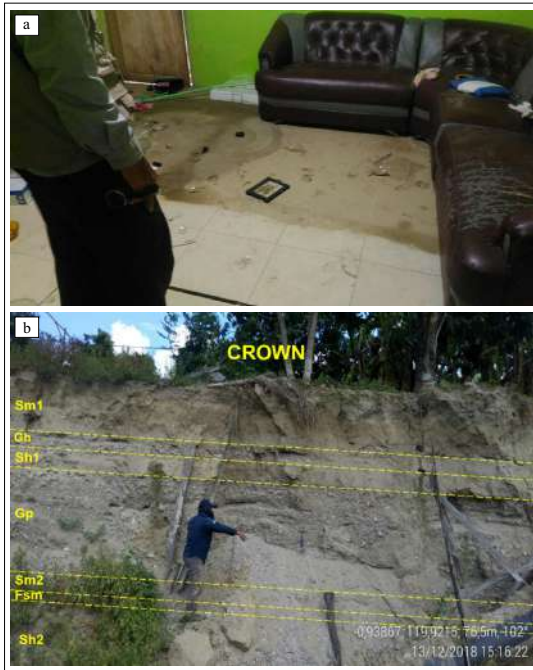 a
b
CROWN
Sm1
Gh
Sh1
Gp
Sm2
Fsm
Sh2
-0,93867, 119,9215, 76,5m, 102°
13/12/2018 15:16:22